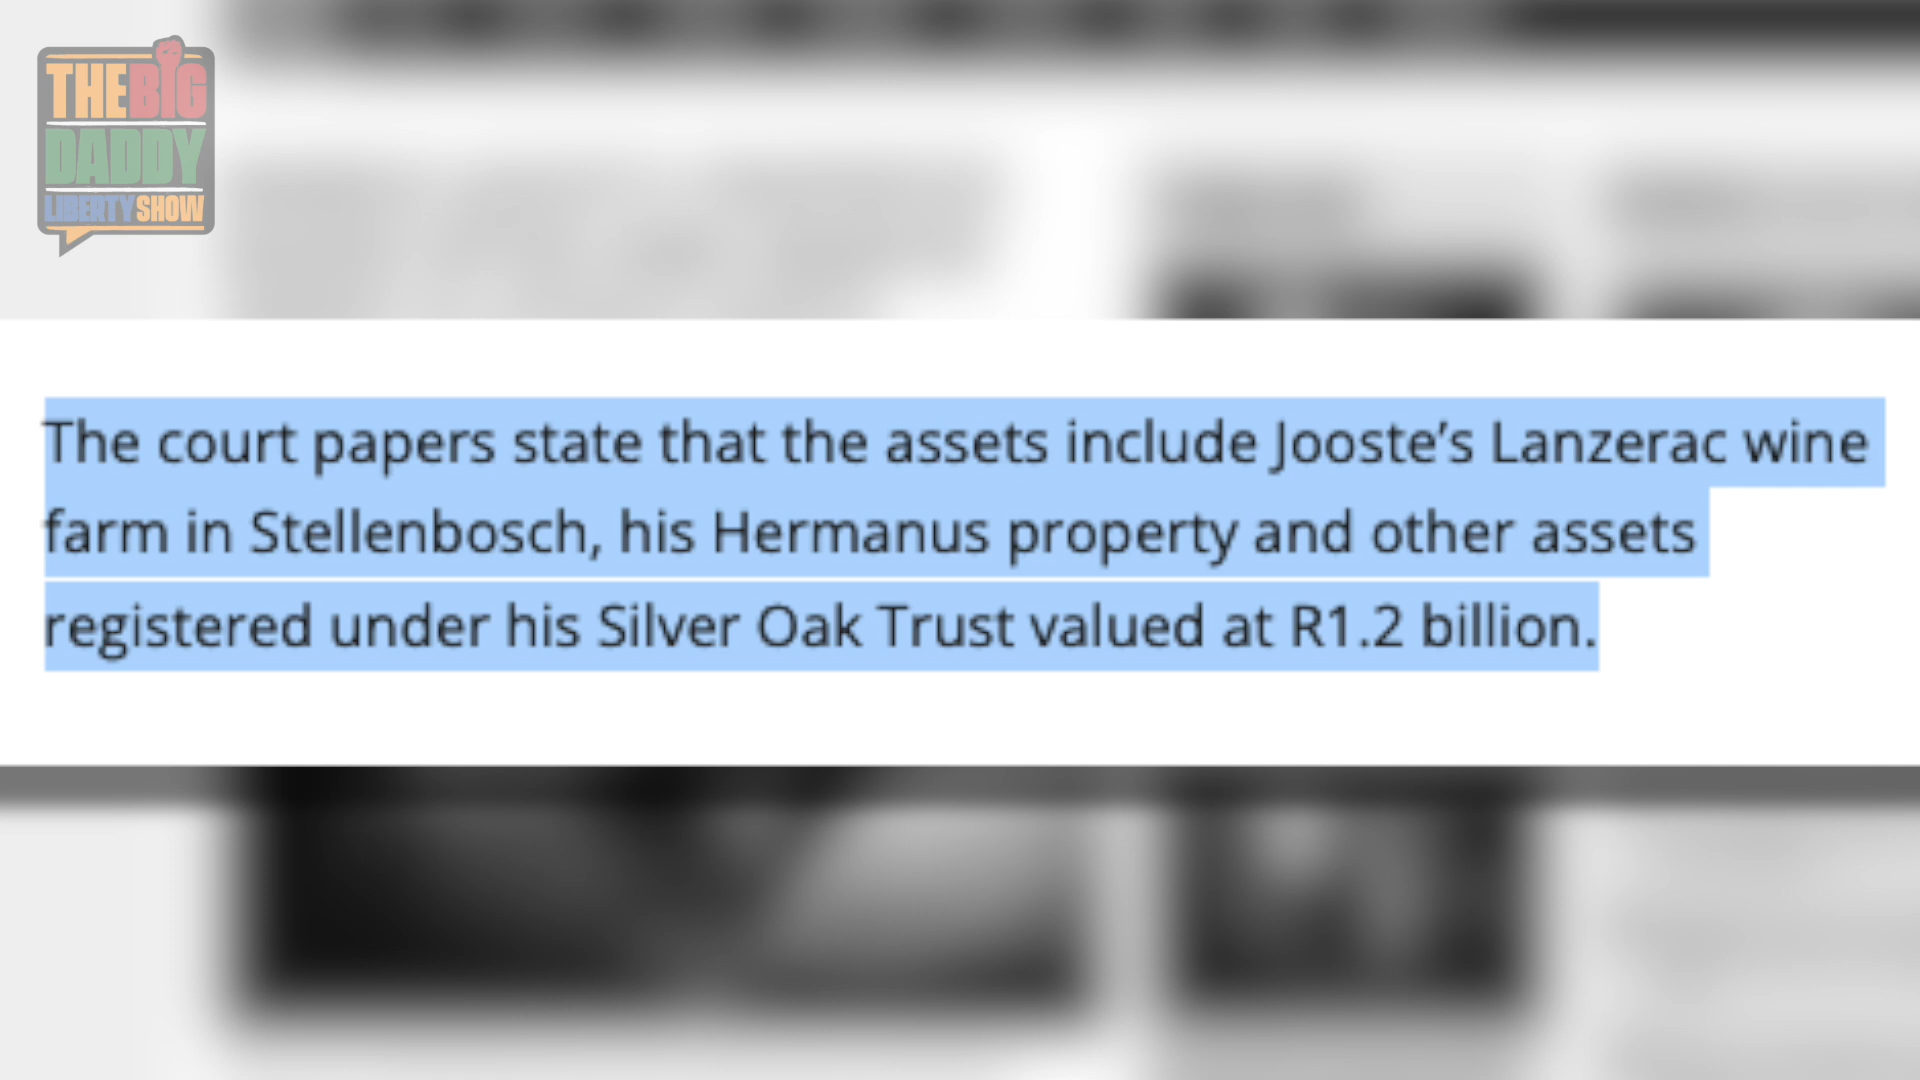 THE BIG
DADDY
LIBERTY SHOW
The court papers state that the assets include Jooste’s Lanzerac wine
farm in Stellenbosch, his Hermanus property and other assets
registered under his Silver Oak Trust valued at R1.2 billion.